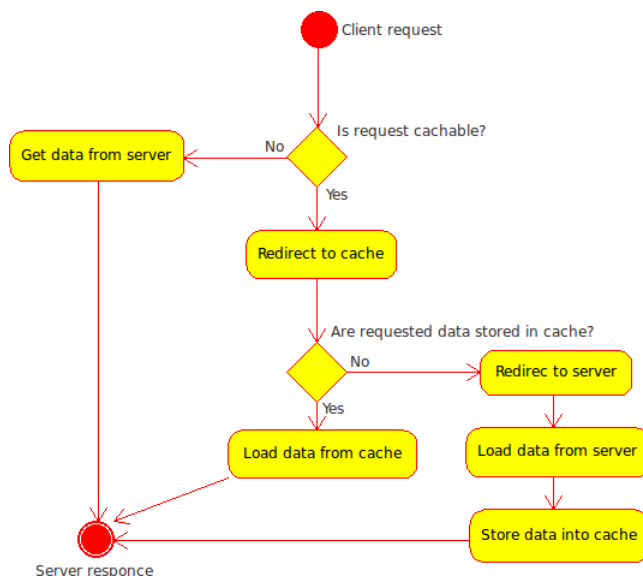 Client request
Is request cachable?
No
Get data from server
Yes
Redirect to cache
Are requested data stored in cache?
No
Redirec to server
Yes
Load data from cache
Load data from server
Store data into cache
Server responce